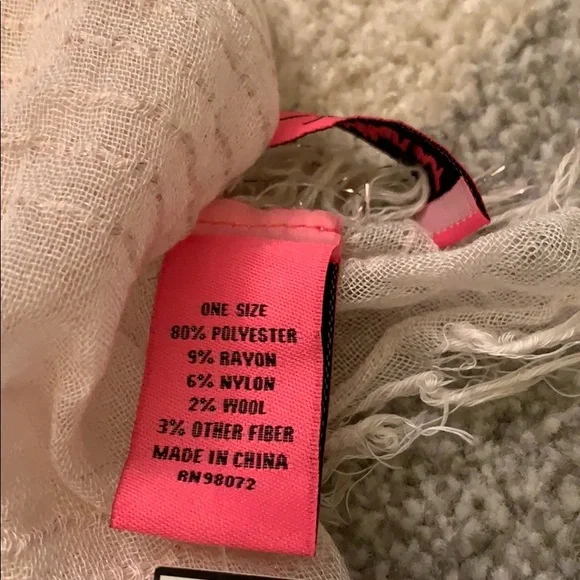 ONE SIZE
80% POLYESTER
9% RAYON
6% NYLON
2% WOOL
3% OTHER FIBER
MADE IN CHINA
RN98072